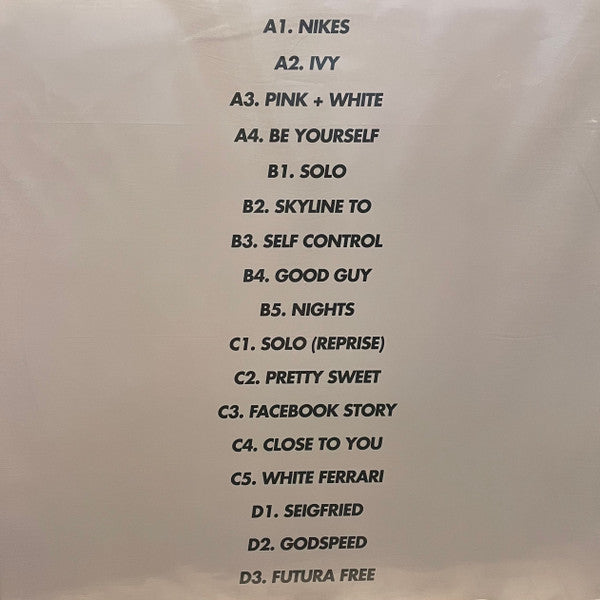 A1. NIKES
A2. IVY
A3. PINK + WHITE
A4. BE YOURSELF
B1. SOLO
B2. SKYLINE TO
B3. SELF CONTROL
B4. GOOD GUY
B5. NIGHTS
C1. SOLO (REPRISE)
C2. PRETTY SWEET
C3. FACEBOOK STORY
C4. CLOSE TO YOU
C5. WHITE FERRARI
D1. SEIGFRIED
D2. GODSPEED
D3. FUTURA FREE